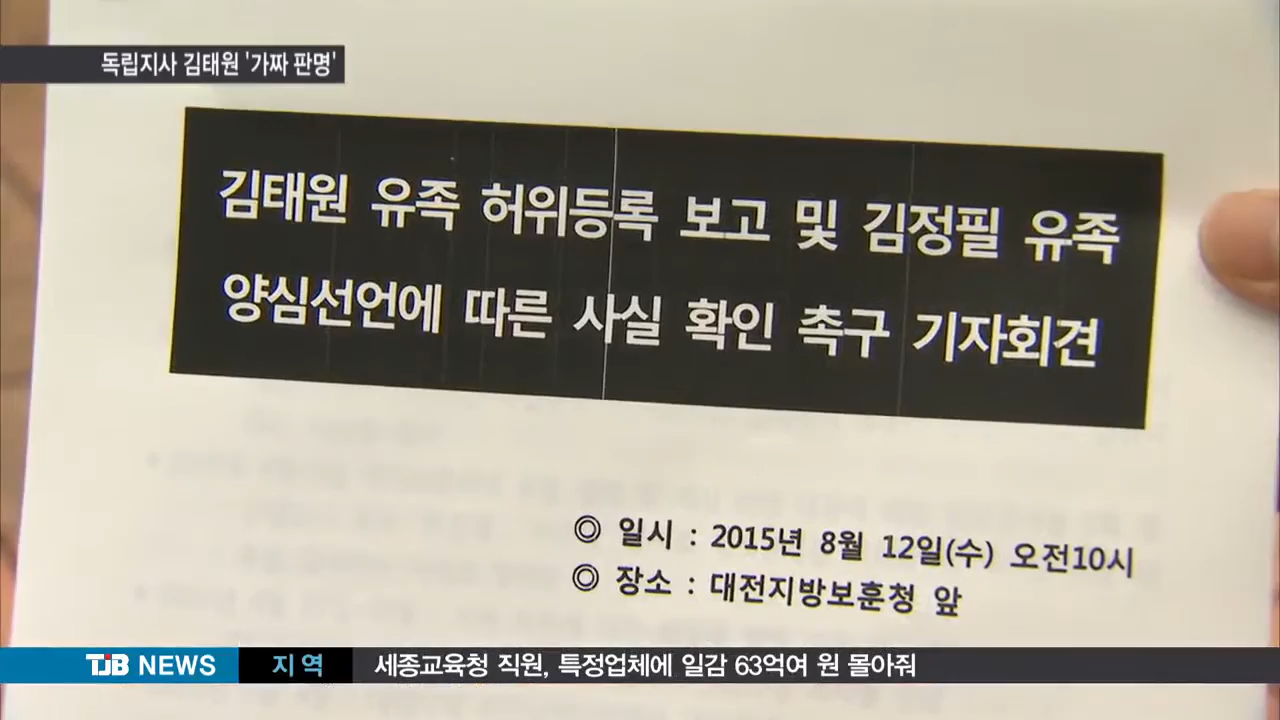 독립지사 김태원 '가짜 판명'
김태원 유족 허위등록 보고 및 김정필 유족
양심선언에 따른 사실 확인 촉구 기자회견
◎ 일시 : 2015년 8월 12일(수) 오전10시
◎ 장소 : 대전지방보훈청 앞
TJB NEWS 지역 세종교육청 직원, 특정업체에 일감 63억여 원 몰아줘